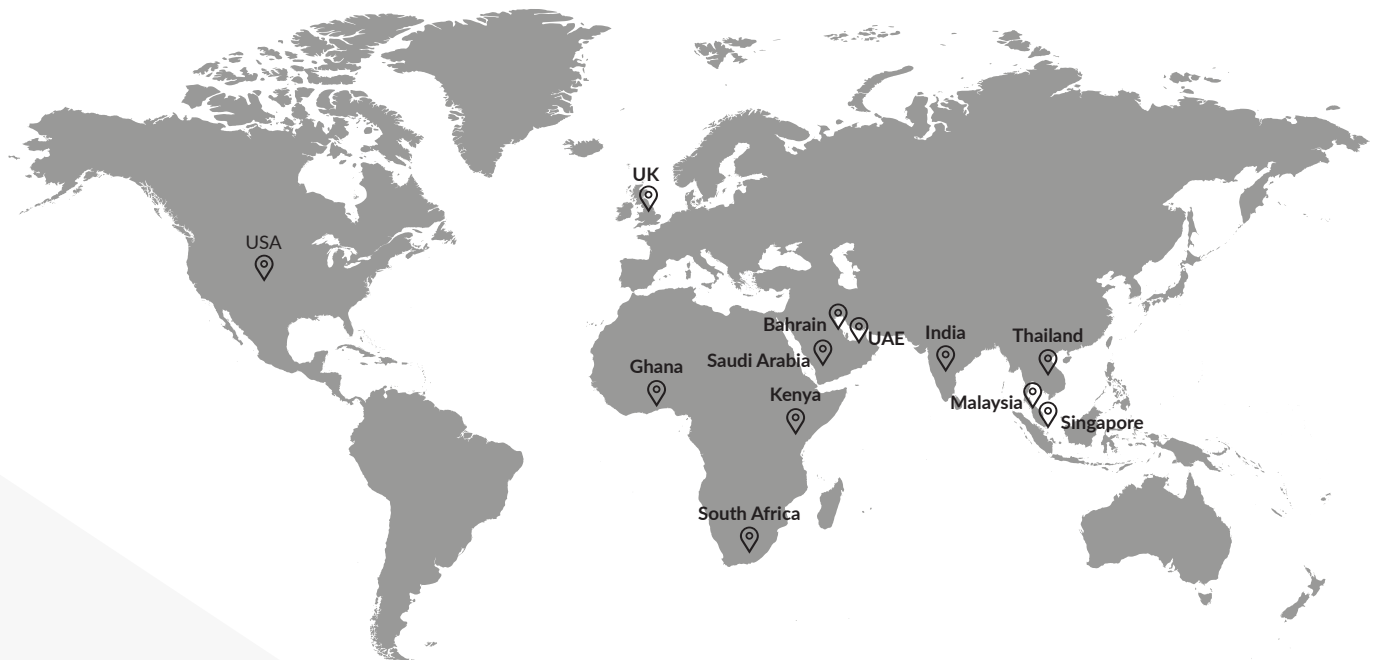 UK
USA
Bahrain
UAE
India
Thailand
Saudi Arabia
Ghana
Kenya
Malaysia
Singapore
South Africa